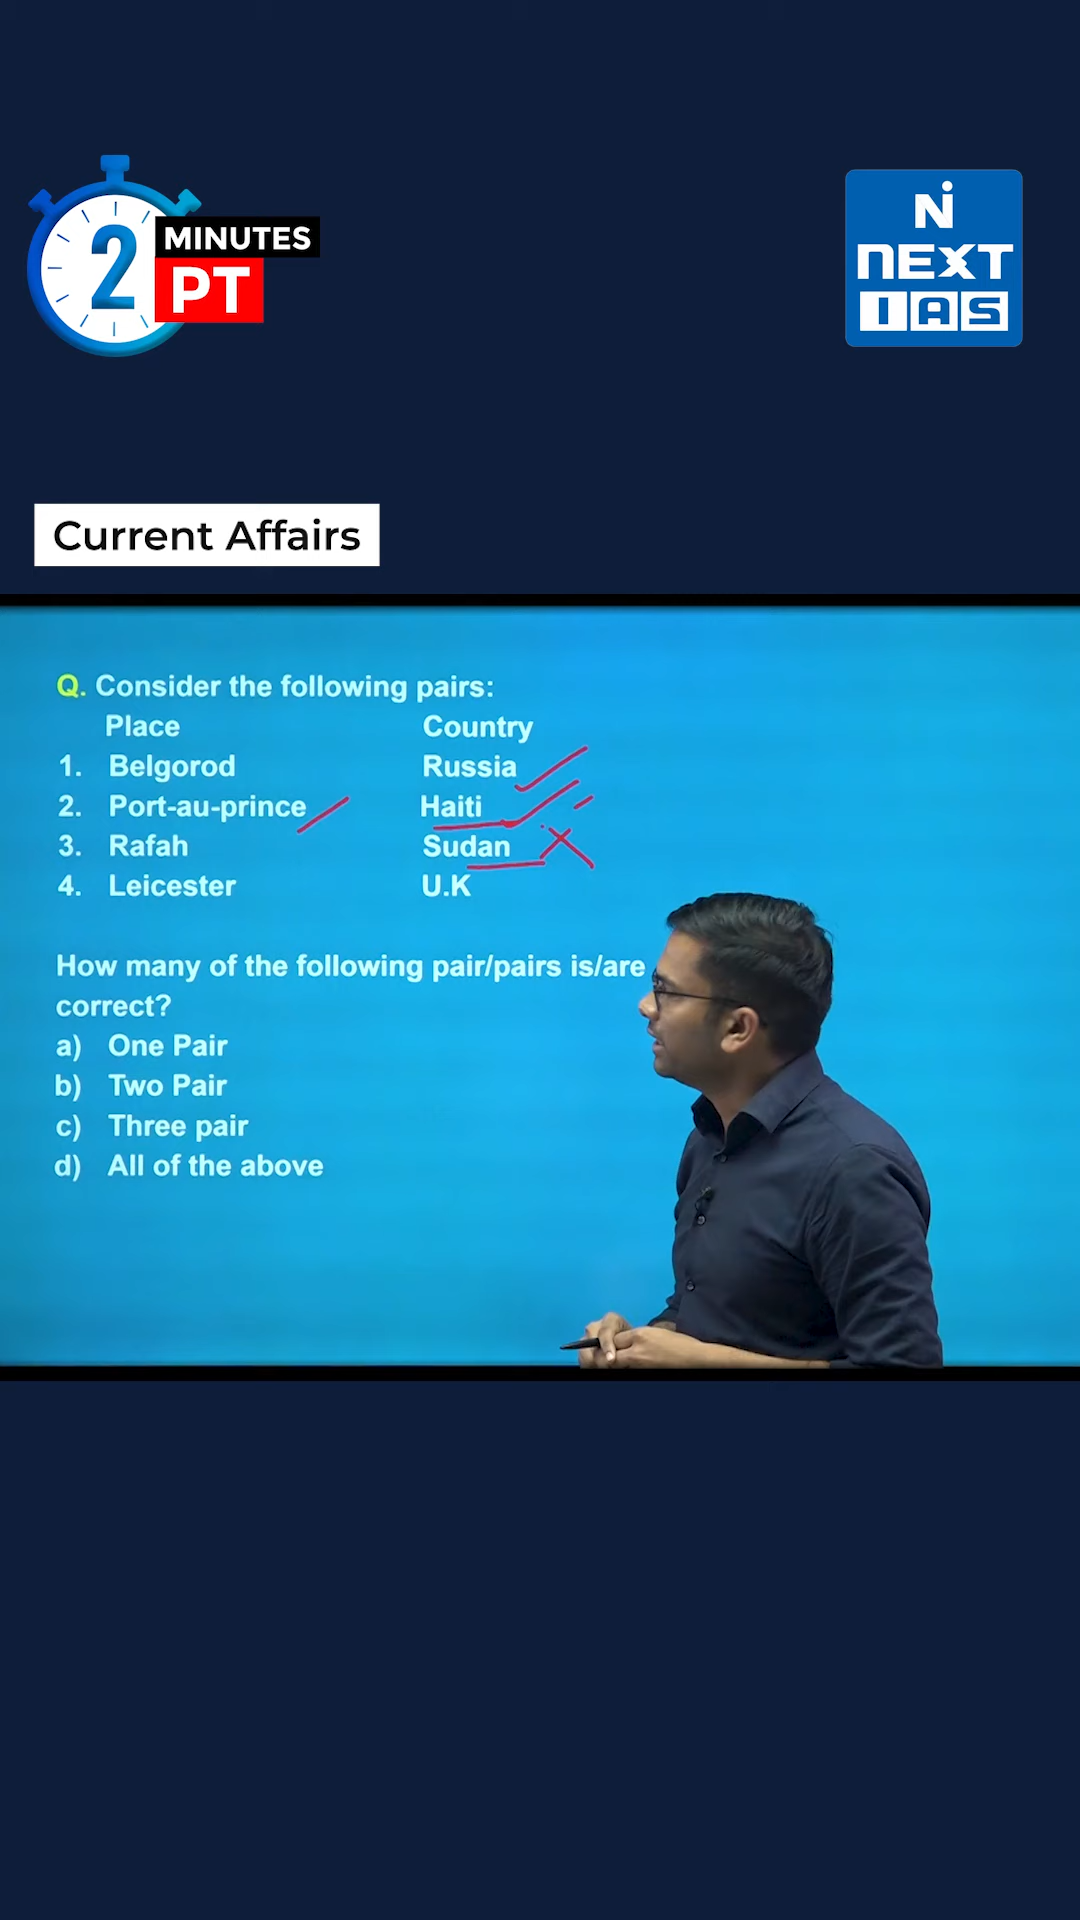 2
MINUTES
PT
Ni
NEXT
IAS
Current Affairs
Q. Consider the following pairs:
Place Country
1. Belgorod Russia
2. Port-au-prince Haiti
3. Rafah Sudan
4. Leicester U.K
How many of the following pair/pairs is/are
correct?
a) One Pair
b) Two Pair
c) Three pair
d) All of the above